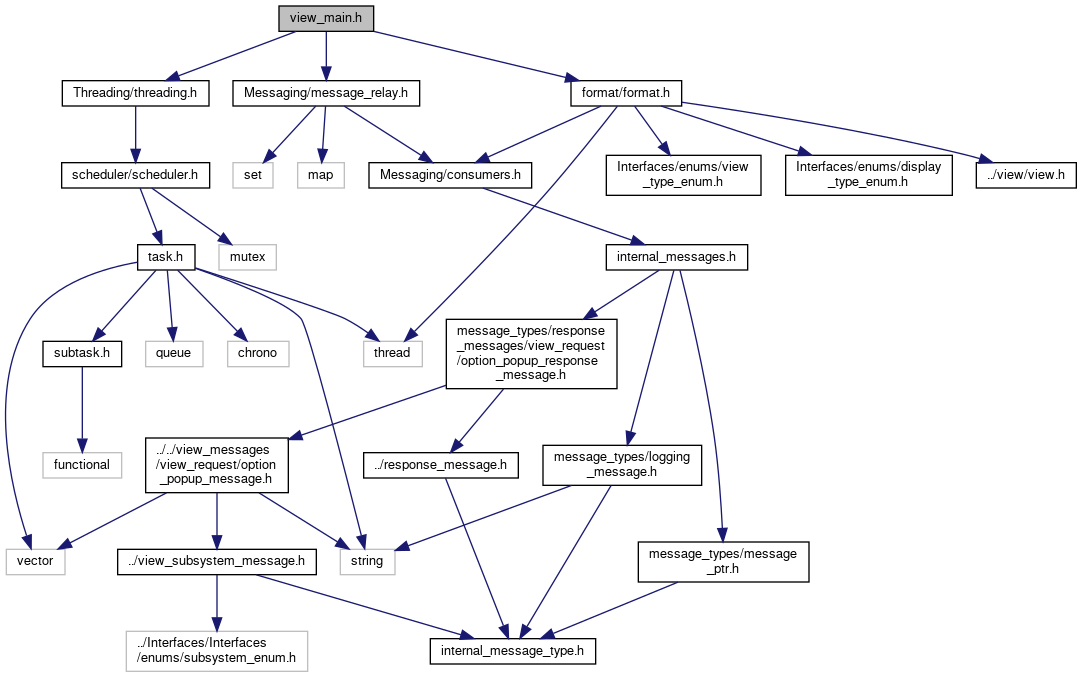 view_main.h
Threading/threading.h
Messaging/message_relay.h
format/format.h
scheduler/scheduler.h
set
map
Messaging/consumers.h
Interfaces/enums/view
_type_enum.h
Interfaces/enums/display
_type_enum.h
../view/view.h
task.h
mutex
internal_messages.h
subtask.h
queue
chrono
thread
message_types/response
_messages/view_request
/option_popup_response
_message.h
functional
../../view_messages
/view_request/option
_popup_message.h
../response_message.h
message_types/logging
_message.h
vector
../view_subsystem_message.h
string
message_types/message
_ptr.h
../Interfaces/Interfaces
/enums/subsystem_enum.h
internal_message_type.h